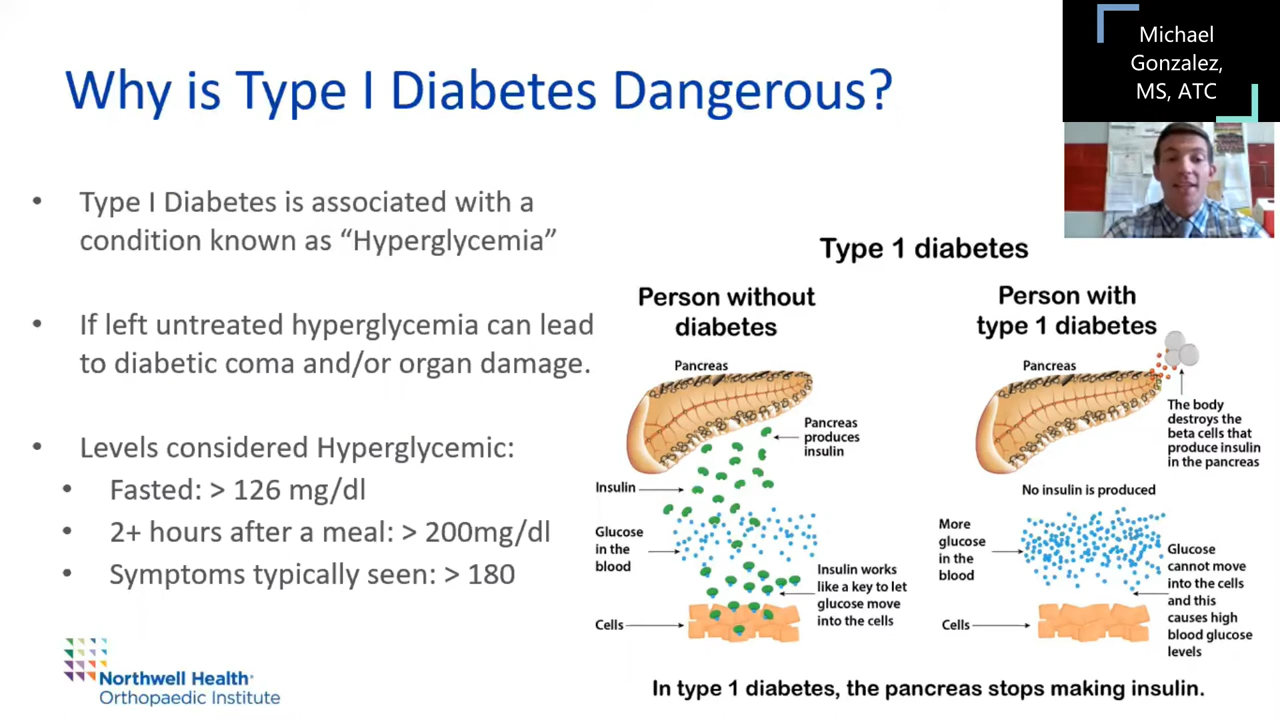 Michael
Gonzalez,
MS, ATC
Why is Type I Diabetes Dangerous?
• Type I Diabetes is associated with a
condition known as “Hyperglycemia”
• If left untreated hyperglycemia can lead
to diabetic coma and/or organ damage.
• Levels considered Hyperglycemic:
• Fasted: > 126 mg/dl
• 2+ hours after a meal: > 200mg/dl
• Symptoms typically seen: > 180
Northwell Health®
Orthopaedic Institute
Type 1 diabetes
Person without
diabetes
Pancreas
Pancreas
produces
insulin
Insulin
Glucose
in the
blood
Insulin works
like a key to let
glucose move
into the cells
Cells
Person with
type 1 diabetes
Pancreas
The body
destroys the
beta cells that
produce insulin
in the pancreas
No insulin is produced
More
glucose
in the
blood
Glucose
cannot move
into the cells
and this
causes high
blood glucose
levels
Cells
In type 1 diabetes, the pancreas stops making insulin.